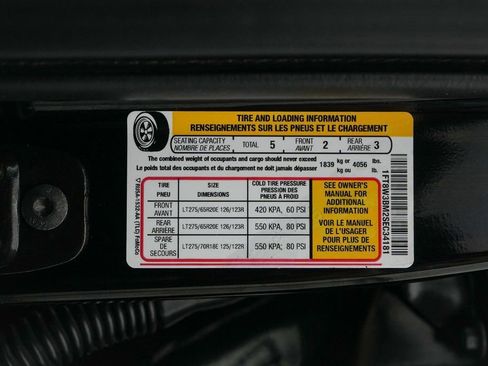 TIRE AND LOADING INFORMATION
RENSEIGNEMENTS SUR LES PNEUS ET LE CHARGEMENT
SEATING CAPACITY
NOMBRE DE PLACES
TOTAL 5
FRONT
AVANT 2
REAR
ARRIÈRE 3
The combined weight of occupants and cargo should never exceed
Le poids total des occupants et du chargement ne doit jamais dépasser
1839 kg or kg ou 4056 lbs. lb.
TIRE
PNEU
SIZE
DIMENSIONS
COLD TIRE PRESSURE
PRESSION DES
PNEUS À FROID
FRONT
AVANT
LT275/65R20E 126/123R
420 KPA, 60 PSI
REAR
ARRIÈRE
LT275/65R20E 126/123R
550 KPA; 80 PSI
SPARE
DE SECOURS
LT275/70R18E 125/122R
550 KPA; 80 PSI
SEE OWNER'S
MANUAL FOR
ADDITIONAL
INFORMATION
VOIR LE MANUEL
DE L'USAGER
POUR PLUS DE
RENSEIGNEMENTS
1FT8W3BM2SEC34181